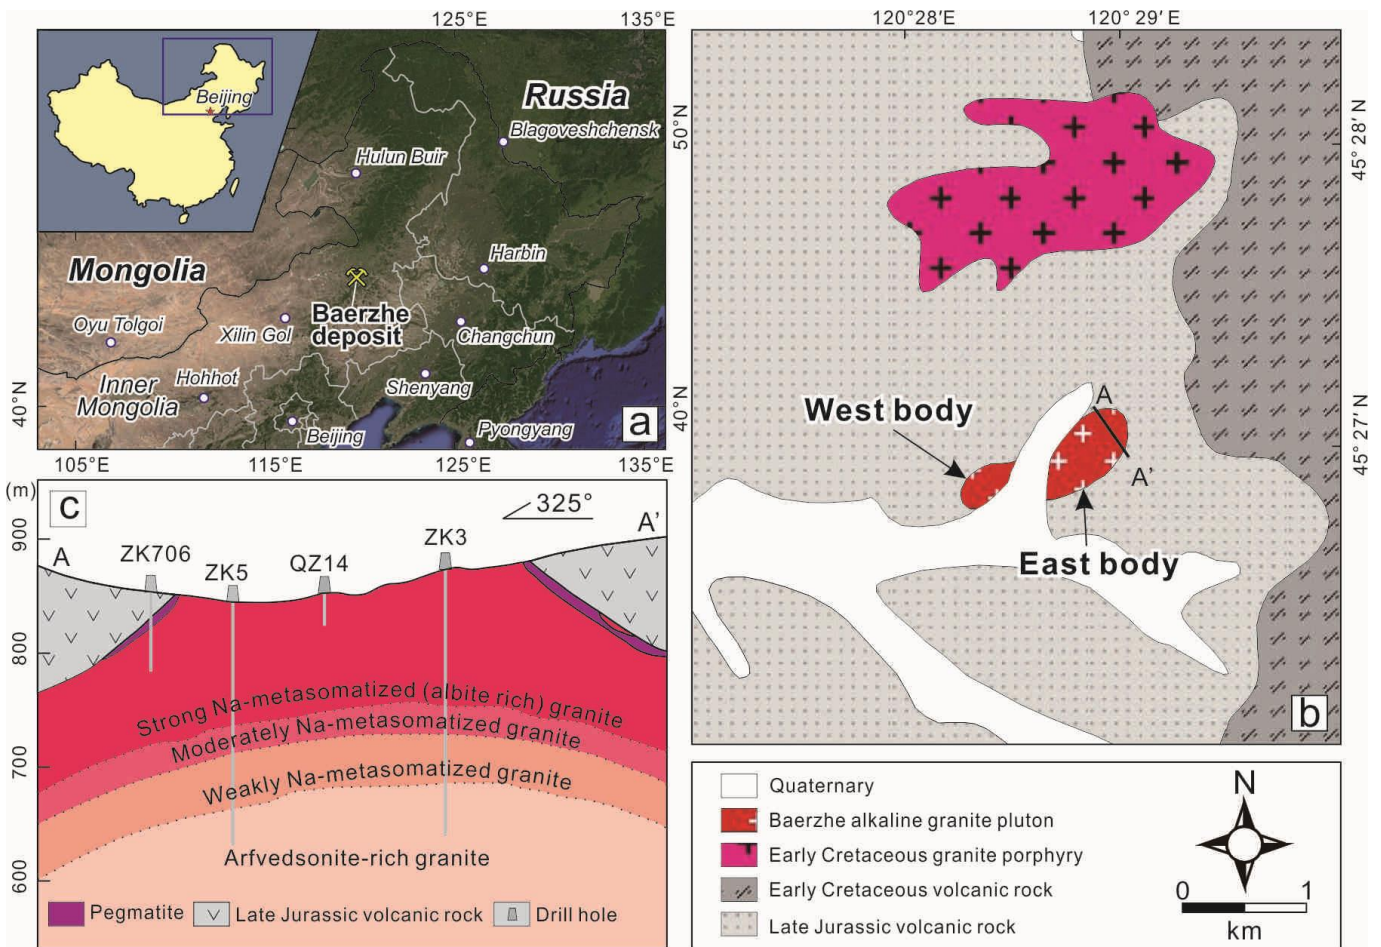 125°E
135°E
Beijing
Russia
Blagoveshchensk
Hulun Buir
50°N
Mongolia
Harbin
Baerzhe
deposit
Oyu Tolgoi
Xilin Gol
Changchun
Inner
Mongolia
Hohhot
Shenyang
Beijing
Pyongyang
40°N
40°N
a
105°E
115°E
125°E
135°E
120° 28′E
120° 29′E
45° 28′ N
45° 27′ N
West body
A
A'
East body
b
(m)
c
325°
A
A'
900
800
700
600
ZK706
ZK5
QZ14
ZK3
Strong Na-metasomatized (albite rich) granite
Moderately Na-metasomatized granite
Weakly Na-metasomatized granite
Arfvedsonite-rich granite
Pegmatite
Late Jurassic volcanic rock
Drill hole
Quaternary
Baerzhe alkaline granite pluton
Early Cretaceous granite porphyry
Early Cretaceous volcanic rock
Late Jurassic volcanic rock
N
0
1
km